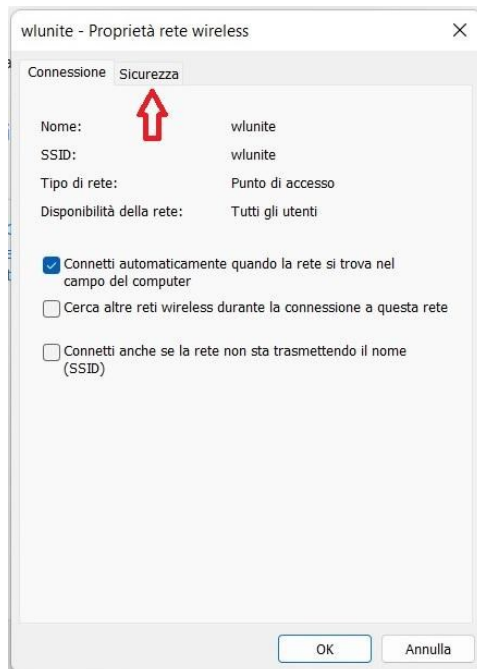 wlunite - Proprietà rete wireless
Connessione Sicurezza
Nome: wlunite
SSID: wlunite
Tipo di rete: Punto di accesso
Disponibilità della rete: Tutti gli utenti
Connetti automaticamente quando la rete si trova nel
campo del computer
Cerca altre reti wireless durante la connessione a questa rete
Connetti anche se la rete non sta trasmettendo il nome
(SSID)
OK Annulla